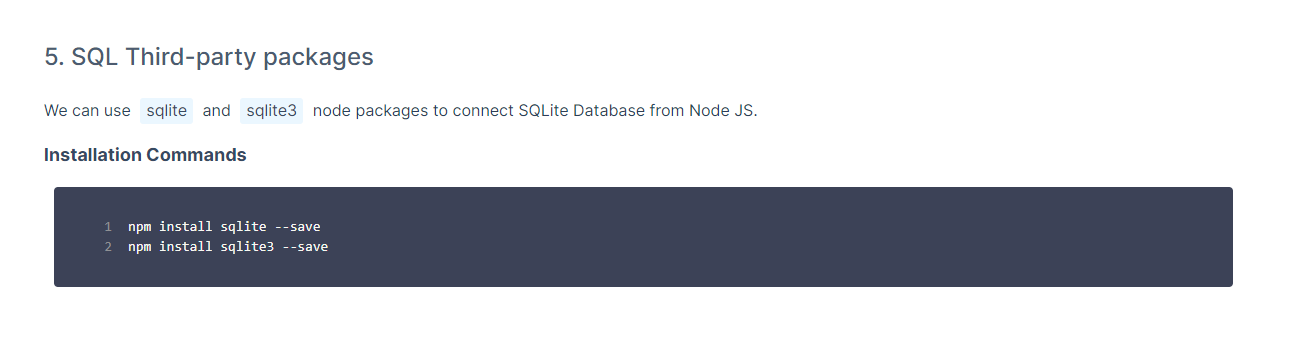 5. SQL Third-party packages
We can use sqlite and sqlite3 node packages to connect SQLite Database from Node JS.
Installation Commands
1 npm install sqlite --save
2 npm install sqlite3 --save